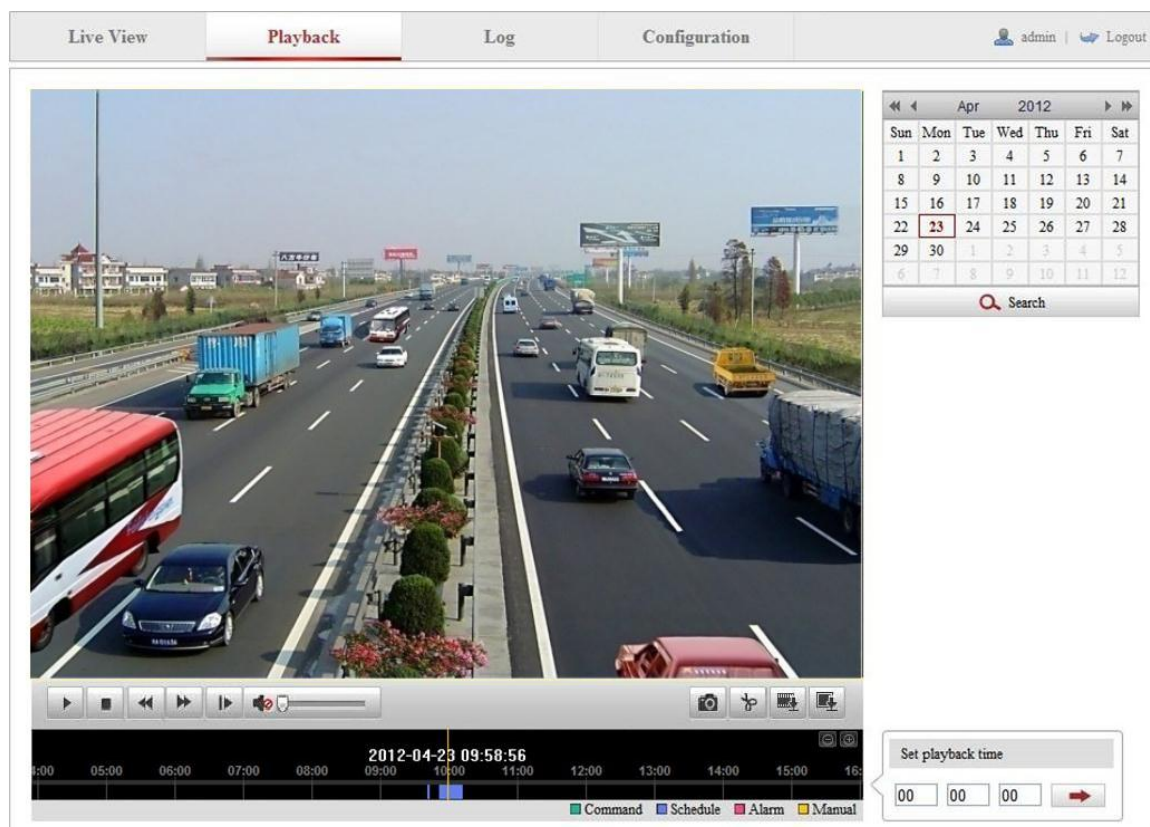 Live View Playback Log Configuration admin | Logout
Apr 2012
Sun Mon Tue Wed Thu Fri Sat
1 2 3 4 5 6 7
8 9 10 11 12 13 14
15 16 17 18 19 20 21
22 23 24 25 26 27 28
29 30 1 2 3 4 5
6 7 8 9 10 11 12
Search
2012-04-23 09:58:56
4:00 05:00 06:00 07:00 08:00 09:00 10:00 11:00 12:00 13:00 14:00 15:00 16:
Command Schedule Alarm Manual
Set playback time
00 00 00